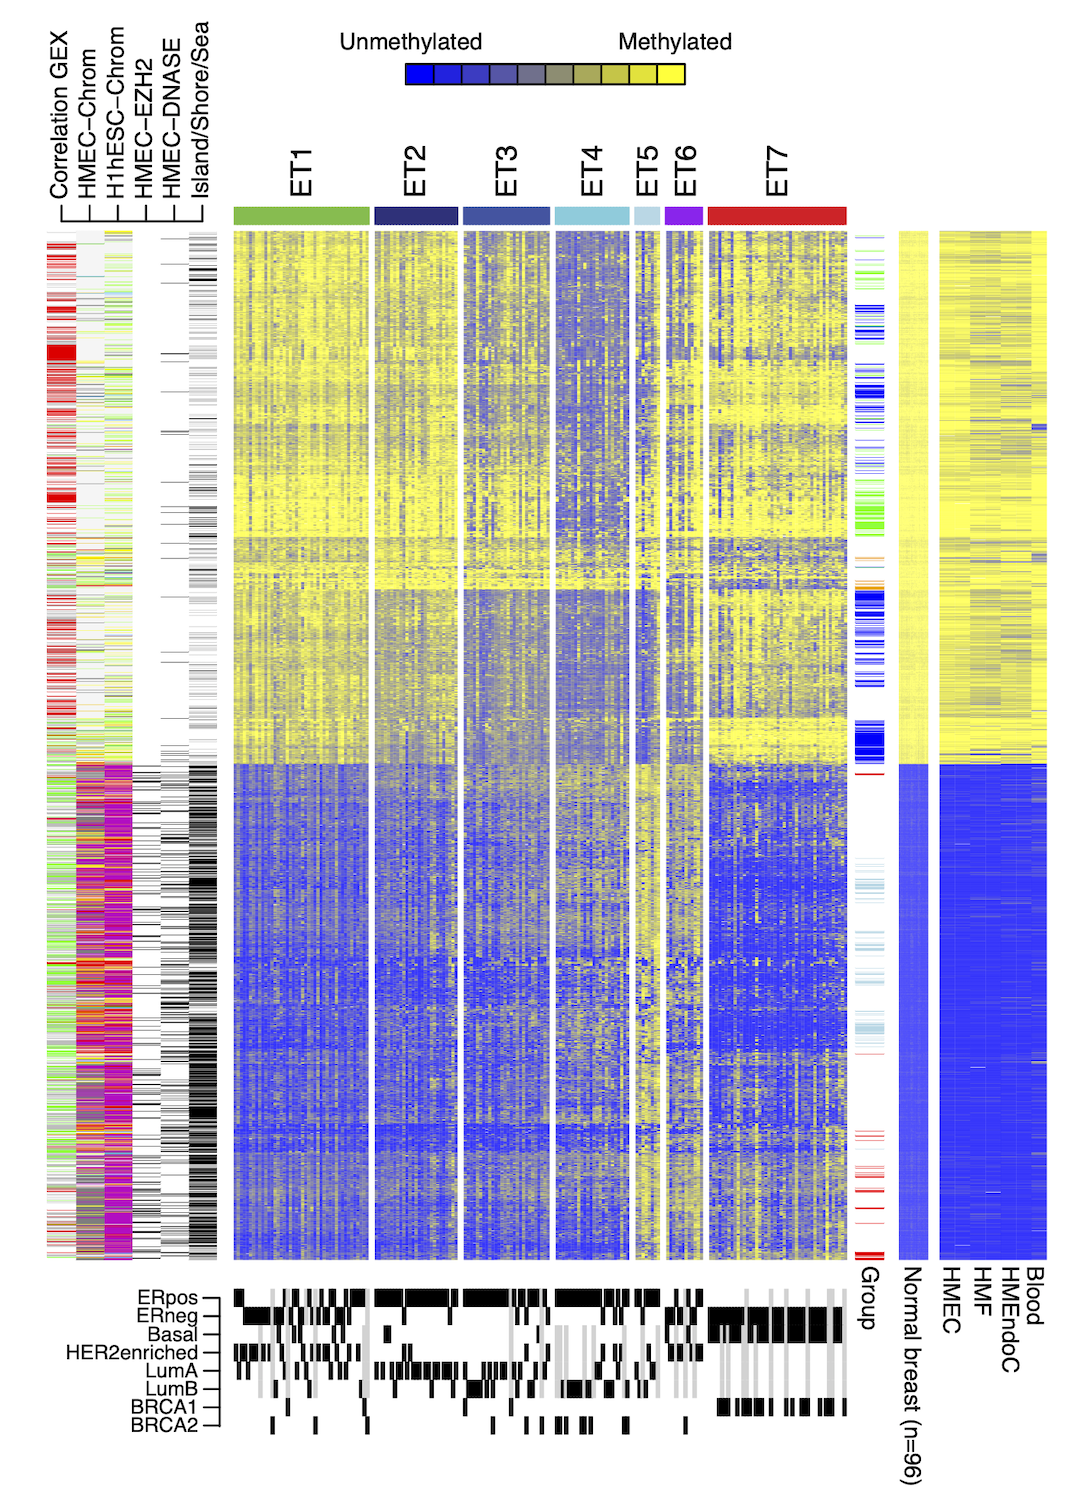 Unmethylated
Methylated
Correlation GEX
HMEC−Chrom
H1hESC−Chrom
HMEC−EZH2
HMEC−DNASE
Island/Shore/Sea
ET1
ET2
ET3
ET4
ET5
ET6
ET7
Group
Normal breast (n=96)
HMEC
HMF
HMEndoC
Blood
ERpos
ERneg
Basal
HER2enriched
LumA
LumB
BRCA1
BRCA2